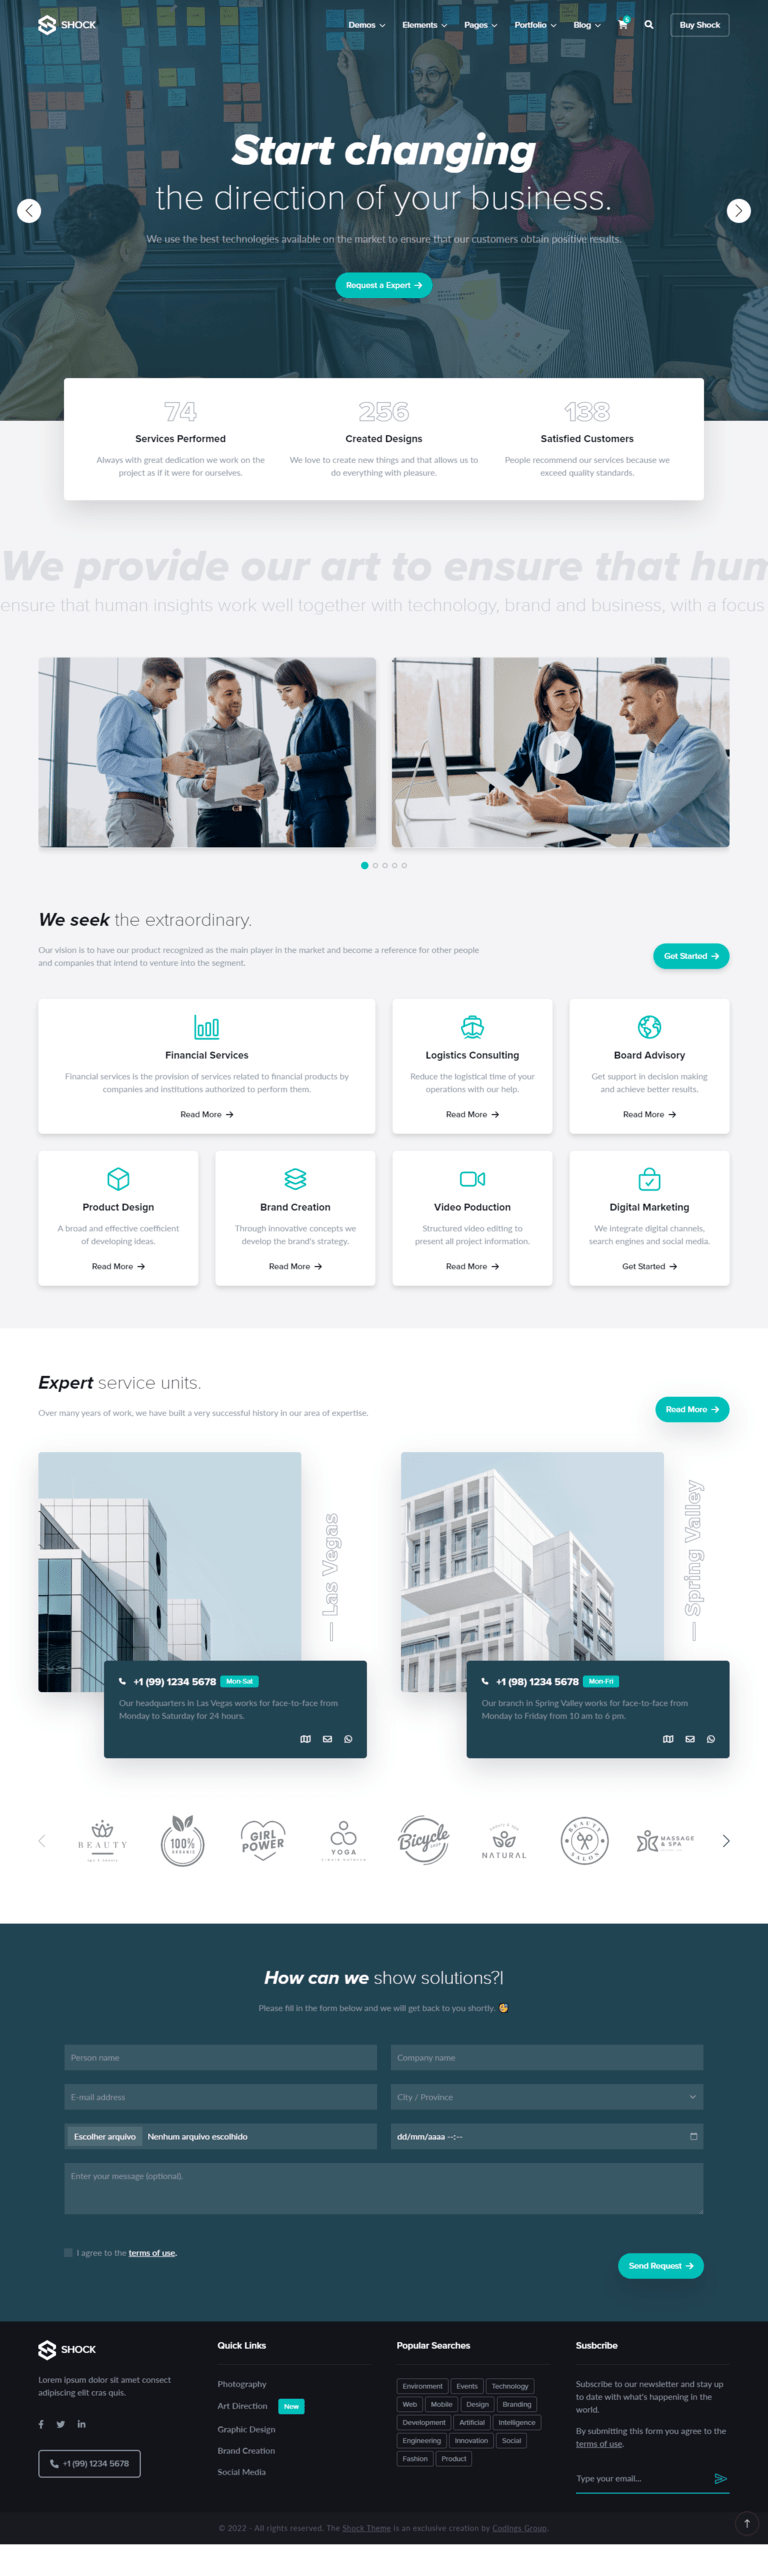 SHOCK
Demos Elements Pages Portfolio Blog 5 Buy Shock
Start changing
the direction of your business.
We use the best technologies available on the market to ensure that our customers obtain positive results.
Request a Expert
74
Services Performed
Always with great dedication we work on the
project as if it were for ourselves.
256
Created Designs
We love to create new things and that allows us to
do everything with pleasure.
138
Satisfied Customers
People recommend our services because we
exceed quality standards.
We provide our art to ensure that hum
ensure that human insights work well together with technology, brand and business, with a focus
We seek the extraordinary.
Our vision is to have our product recognized as the main player in the market and become a reference for other people
and companies that intend to venture into the segment.
Get Started
Financial Services
Financial services is the provision of services related to financial products by
companies and institutions authorized to perform them.
Read More
Logistics Consulting
Reduce the logistical time of your
operations with our help.
Read More
Board Advisory
Get support in decision making
and achieve better results.
Read More
Product Design
A broad and effective coefficient
of developing ideas.
Read More
Brand Creation
Through innovative concepts we
develop the brand's strategy.
Read More
Video Poduction
Structured video editing to
present all project information.
Read More
Digital Marketing
We integrate digital channels,
search engines and social media.
Get Started
Expert service units.
Over many years of work, we have built a very successful history in our area of expertise.
Read More
— Las Vegas
+1 (99) 1234 5678 Mon-Sat
Our headquarters in Las Vegas works for face-to-face from
Monday to Saturday for 24 hours.
— Spring Valley
+1 (98) 1234 5678 Mon-Fri
Our branch in Spring Valley works for face-to-face from
Monday to Friday from 10 am to 6 pm.
BEAUTY
100%
ORGANIC
GIRL
POWER
YOGA
Bicycle
NATURAL
BEAUTY
SALON
MASSAGE
& SPA
How can we show solutions?|
Please fill in the form below and we will get back to you shortly.
Person name
Company name
E-mail address
City / Province
Escolher arquivo Nenhum arquivo escolhido
dd/mm/aaaa --:--
Enter your message (optional).
I agree to the terms of use.
Send Request
SHOCK
Lorem ipsum dolor sit amet consect
adipiscing elit cras quis.
+1 (99) 1234 5678
Quick Links
Photography
Art Direction New
Graphic Design
Brand Creation
Social Media
Popular Searches
Environment Events Technology
Web Mobile Design Branding
Development Artificial Intelligence
Engineering Innovation Social
Fashion Product
Susbcribe
Subscribe to our newsletter and stay up
to date with what's happening in the
world.
By submitting this form you agree to the
terms of use.
Type your email...
© 2022 - All rights reserved. The Shock Theme is an exclusive creation by Codings Group.